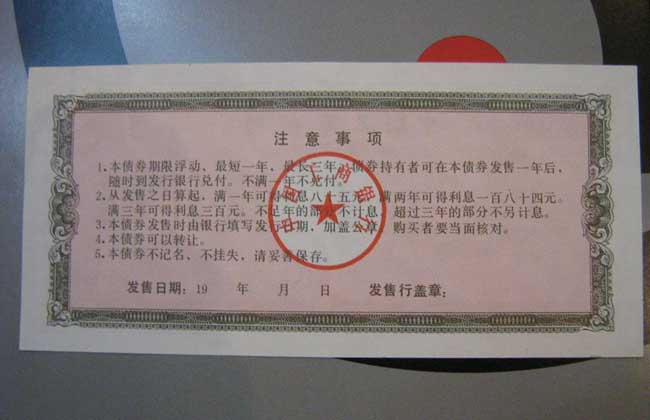 注意事项
1. 本债券期限浮动、最短一年，最长三年，债券持有者可在本债券发售一年后，
随时到发行银行兑付。不满一年不兑付。
2. 从发售之日算起，满一年可得利息八十五元，满两年可得利息一百八十四元。
满三年可得利息三百元。不足年的部分不计息，超过三年的部分不另计息。
3. 本债券发售时由银行填写发行日期，加盖公章，购买者要当面核对。
4. 本债券可以转让。
5. 本债券不记名、不挂失，请妥善保存。
发售日期：19 年 月 日 发售行盖章：
中国工商银行